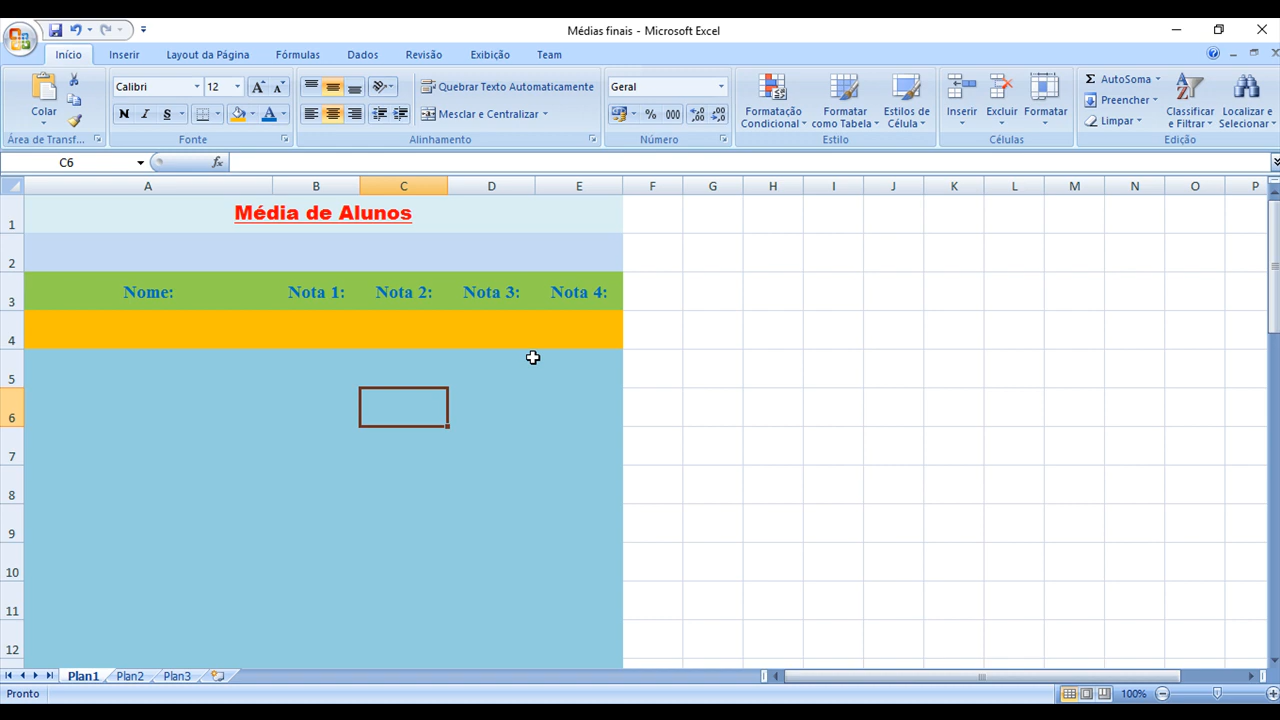 Médias finais - Microsoft Excel
Início Inserir Layout da Página Fórmulas Dados Revisão Exibição Team
Colar
Área de Transf...
Calibri 12
N I S
Fonte
Quebrar Texto Automaticamente
Mesclar e Centralizar
Alinhamento
Geral
% 000
Número
Formatação Condicional
Formatar como Tabela
Estilos de Célula
Estilo
Inserir Excluir Formatar
Células
AutoSoma
Preencher
Limpar
Classificar e Filtrar
Localizar e Selecionar
Edição
C6 fx
A B C D E F G H I J K L M N O P
1 Média de Alunos
2
3 Nome: Nota 1: Nota 2: Nota 3: Nota 4:
4
5
6
7
8
9
10
11
12
Plan1 Plan2 Plan3
Pronto 100%